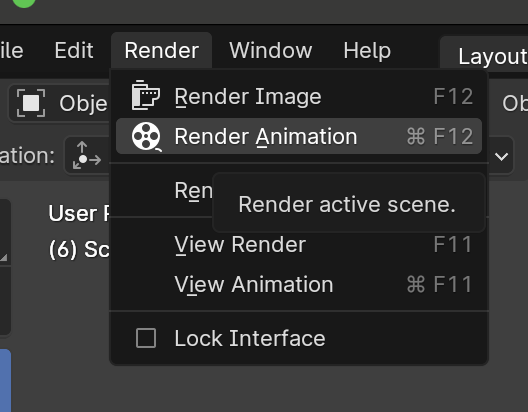 ile Edit Render Window Help Layout
Obje Render Image F12 Ob
ation: Render Animation ⌘ F12
Ren
Render active scene.
User P
View Render F11
(6) Sc
View Animation ⌘ F11
Lock Interface